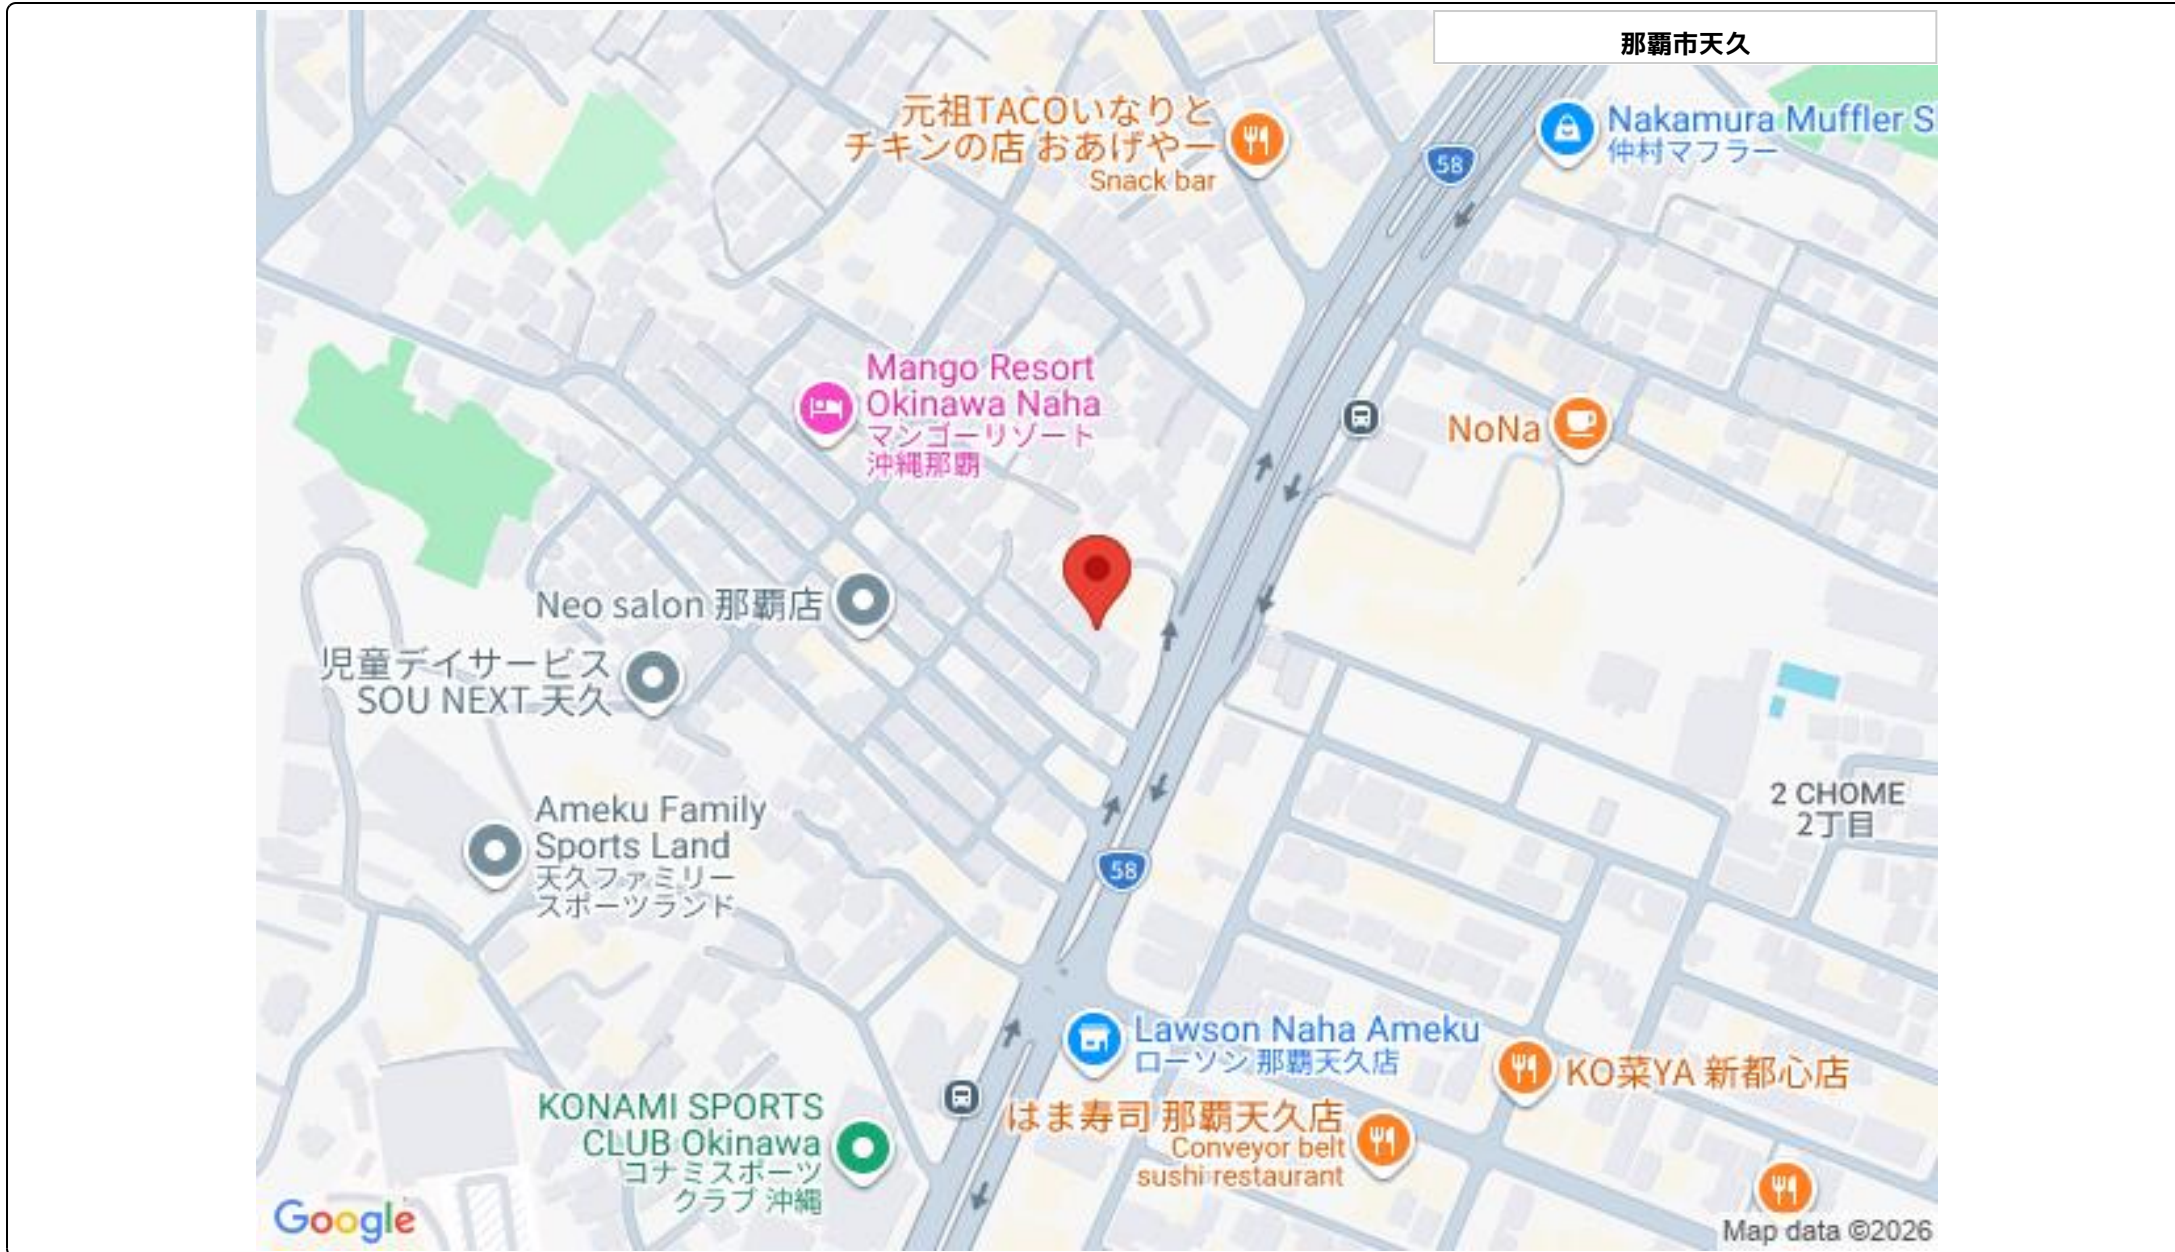 那覇市天久
元祖TACOいなりと
チキンの店 おあげやー
Snack bar
58
Nakamura Muffler S
仲村マフラー
Mango Resort
Okinawa Naha
マンゴーリゾート
沖縄那覇
NoNa
Neo salon 那覇店
児童デイサービス
SOU NEXT 天久
2 CHOME
2丁目
Ameku Family
Sports Land
天久ファミリー
スポーツランド
58
Lawson Naha Ameku
ローソン 那覇天久店
KO菜YA 新都心店
KONAMI SPORTS
CLUB Okinawa
コナミスポーツ
クラブ 沖縄
はま寿司 那覇天久店
Conveyor belt
sushi restaurant
Google
Map data ©2026